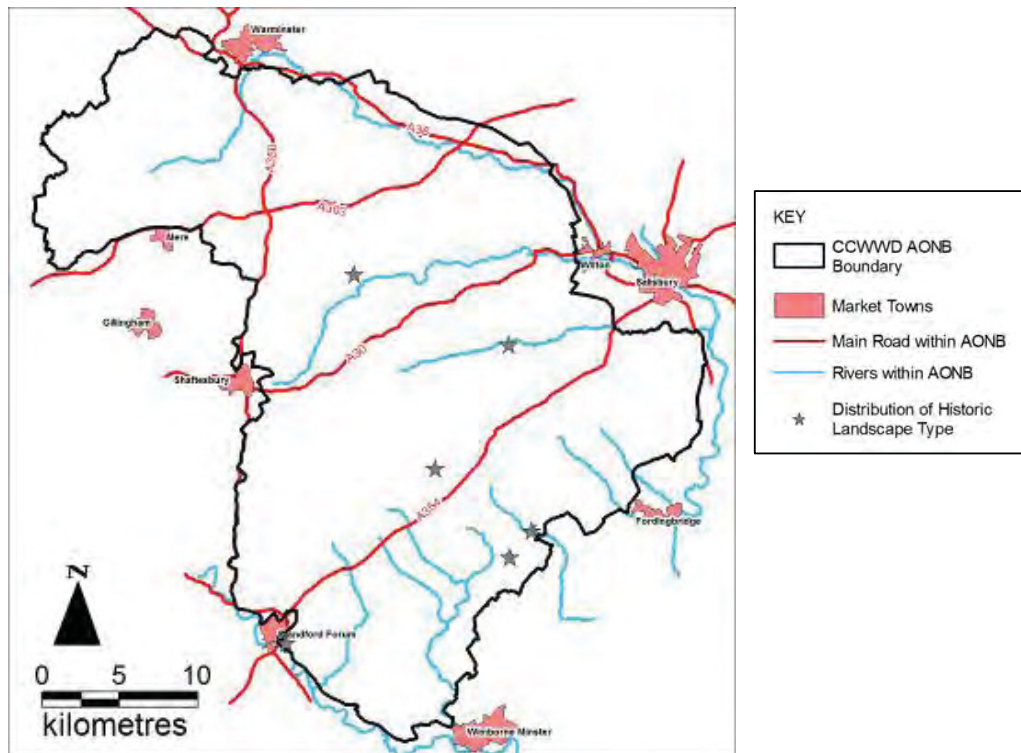 Warminster
A36
A350
A303
Mere
Wilton
Salisbury
Gillingham
A30
Shaftesbury
A354
Fordingbridge
N
Blandford Forum
Wimborne Minster
0 5 10
kilometres
KEY
CCWWD AONB
Boundary
Market Towns
Main Road within AONB
Rivers within AONB
Distribution of Historic
Landscape Type